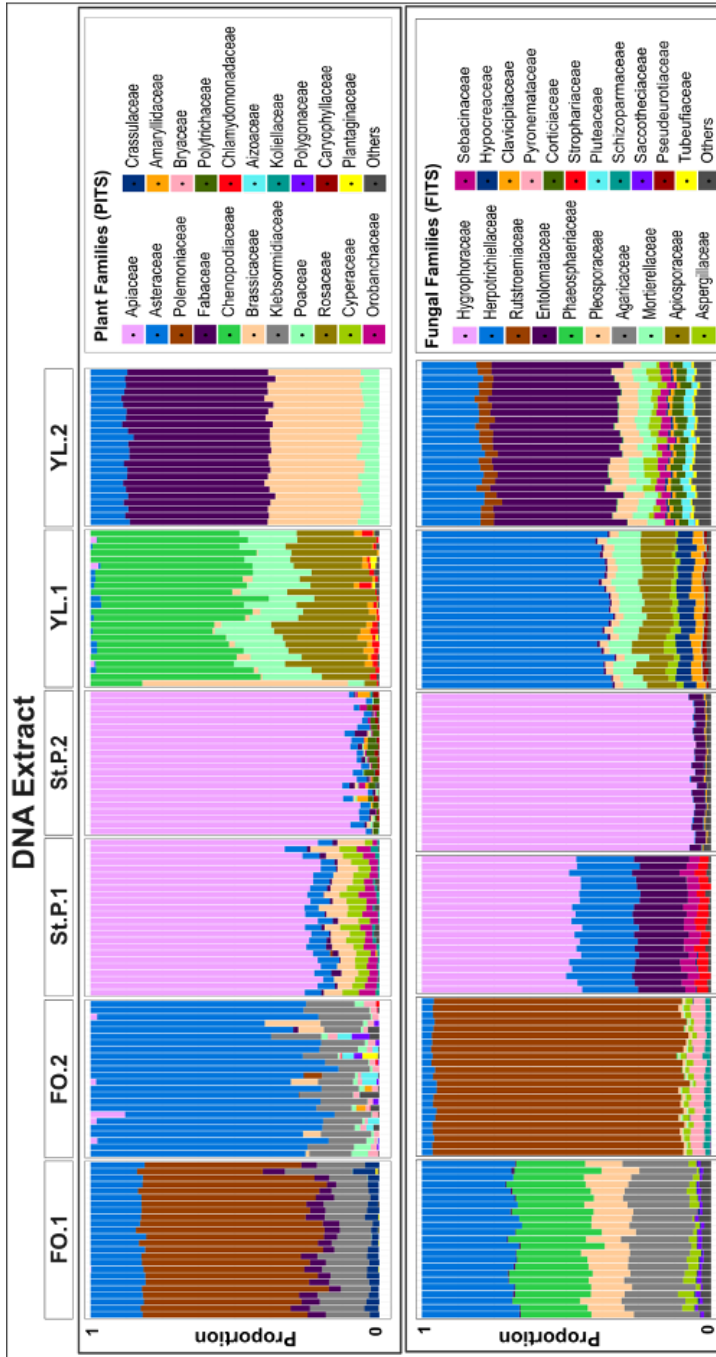 DNA Extract
FO.1
FO.2
St.P.1
St.P.2
YL.1
YL.2
Proportion
1
0
Plant Families (PITS)
Apiaceae
Asteraceae
Polemoniaceae
Fabaceae
Chenopodiaceae
Brassicaceae
Klebsormidiaceae
Poaceae
Rosaceae
Cyperaceae
Orobanchaceae
Crassulaceae
Amaryllidaceae
Bryaceae
Polytrichaceae
Chlamydomonadaceae
Aizoaceae
Koliellaceae
Polygonaceae
Caryophyllaceae
Plantaginaceae
Others
Proportion
1
0
Fungal Families (FITS)
Hygrophoraceae
Herpotrichiellaceae
Rutstroemiaceae
Entolomataceae
Phaeosphaeriaceae
Pleosporaceae
Agaricaceae
Mortierellaceae
Apiosporaceae
Aspergillaceae
Sebacinaceae
Hypocreaceae
Clavicipitaceae
Pyronemataceae
Corticiaceae
Strophariaceae
Pluteaceae
Schizoparmaceae
Saccotheciaceae
Pseudeurotiaceae
Tubeufiaceae
Others